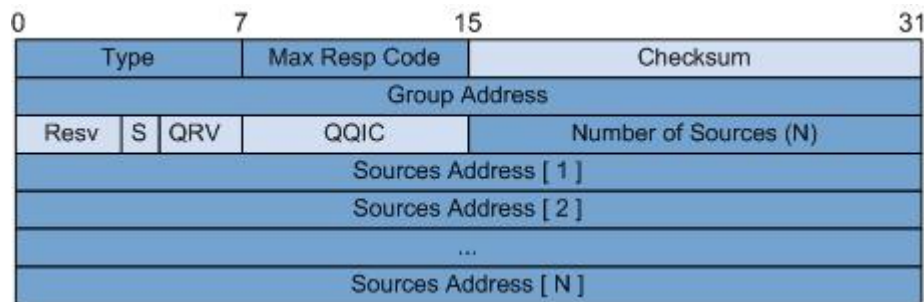 0 7 15 31
Type Max Resp Code Checksum
Group Address
Resv S QRV QQIC Number of Sources (N)
Sources Address [ 1 ]
Sources Address [ 2 ]
...
Sources Address [ N ]